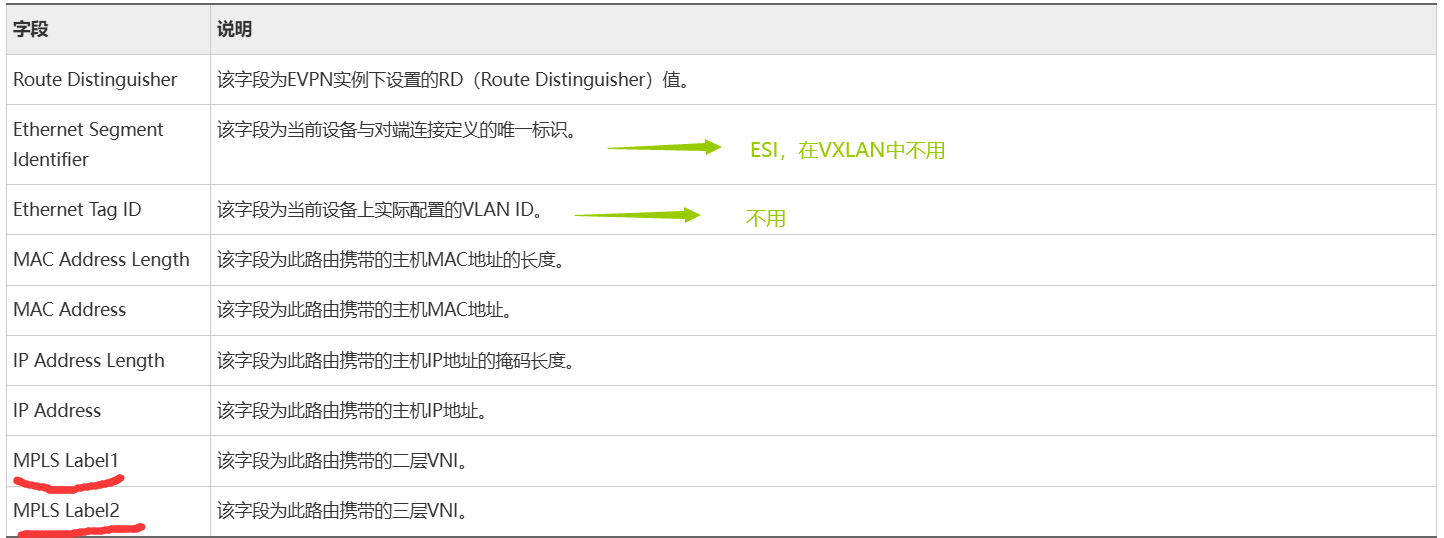 字段 说明
Route Distinguisher 该字段为EVPN实例下设置的RD（Route Distinguisher）值。
Ethernet Segment 该字段为当前设备与对端连接定义的唯一标识。
Identifier
ESI，在VXLAN中不用
Ethernet Tag ID 该字段为当前设备上实际配置的VLAN ID。
不用
MAC Address Length 该字段为此路由携带的主机MAC地址的长度。
MAC Address 该字段为此路由携带的主机MAC地址。
IP Address Length 该字段为此路由携带的主机IP地址的掩码长度。
IP Address 该字段为此路由携带的主机IP地址。
MPLS Label1 该字段为此路由携带的二层VNI。
MPLS Label2 该字段为此路由携带的三层VNI。